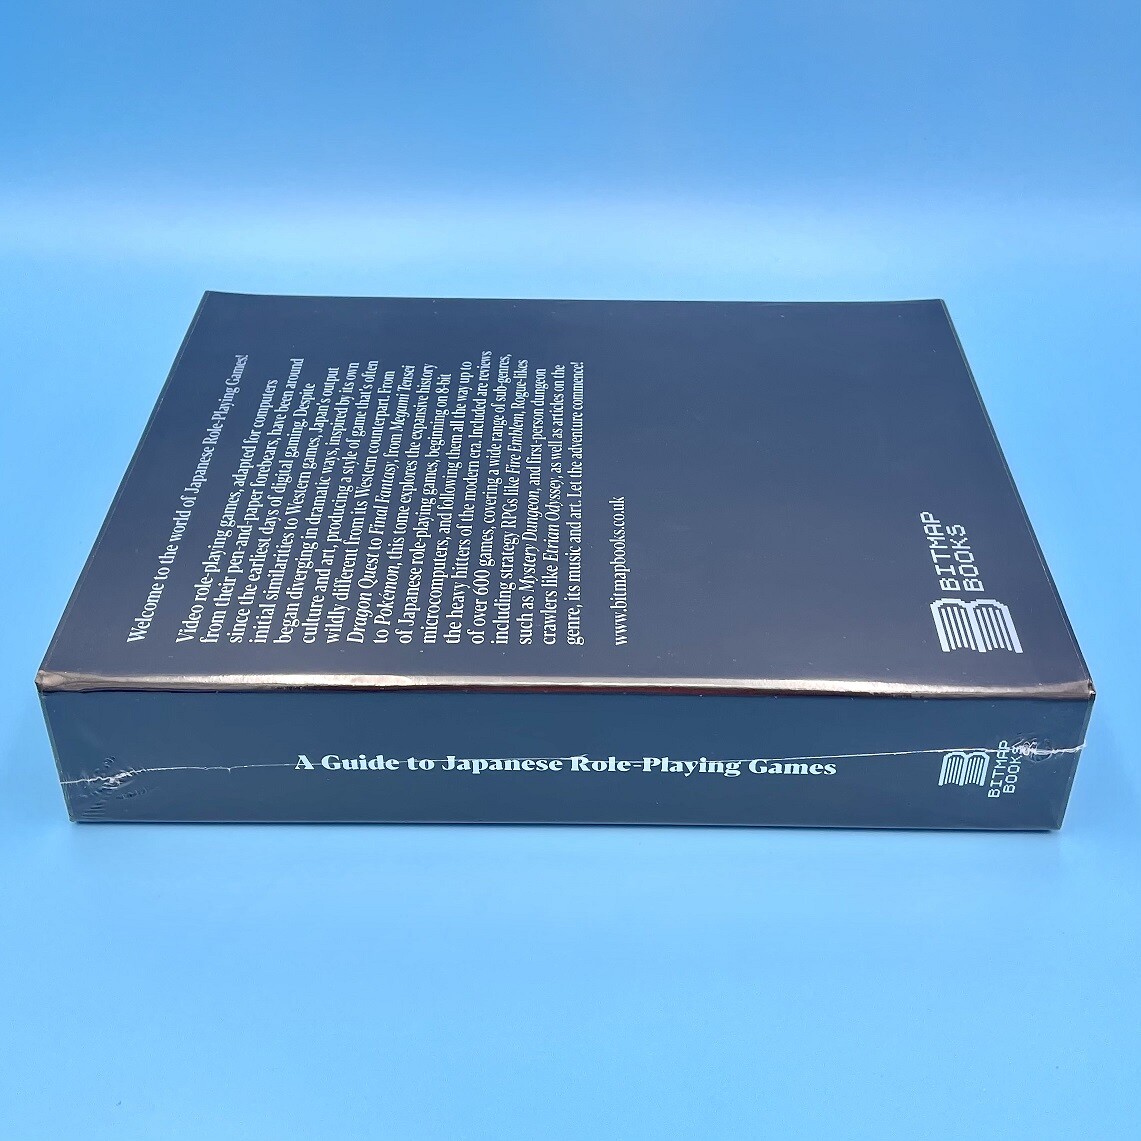 Welcome to the world of Japanese Role-Playing Games!
Video role-playing games, adapted for computers
from their pen-and-paper forebears, have been around
since the earliest days of digital gaming. Despite
initial similarities to Western games, Japan's output
began diverging in dramatic ways, inspired by its own
culture and art, producing a style of game that's often
wildly different from its Western counterpart. From
Dragon Quest to Final Fantasy, from Megami Tensei
to Pokémon, this tome explores the expansive history
of Japanese role-playing games, beginning on 8-bit
microcomputers, and following them all the way up to
the heavy hitters of the modern era. Included are reviews
of over 600 games, covering a wide range of sub-genres,
including strategy RPGs like Fire Emblem, Rogue-likes
such as Mystery Dungeon, and first-person dungeon
crawlers like Etrian Odyssey, as well as articles on the
genre, its music and art. Let the adventure commence!
www.bitmapbooks.co.uk
BITMAP
BOOKS
A Guide to Japanese Role-Playing Games
BITMAP
BOOKS